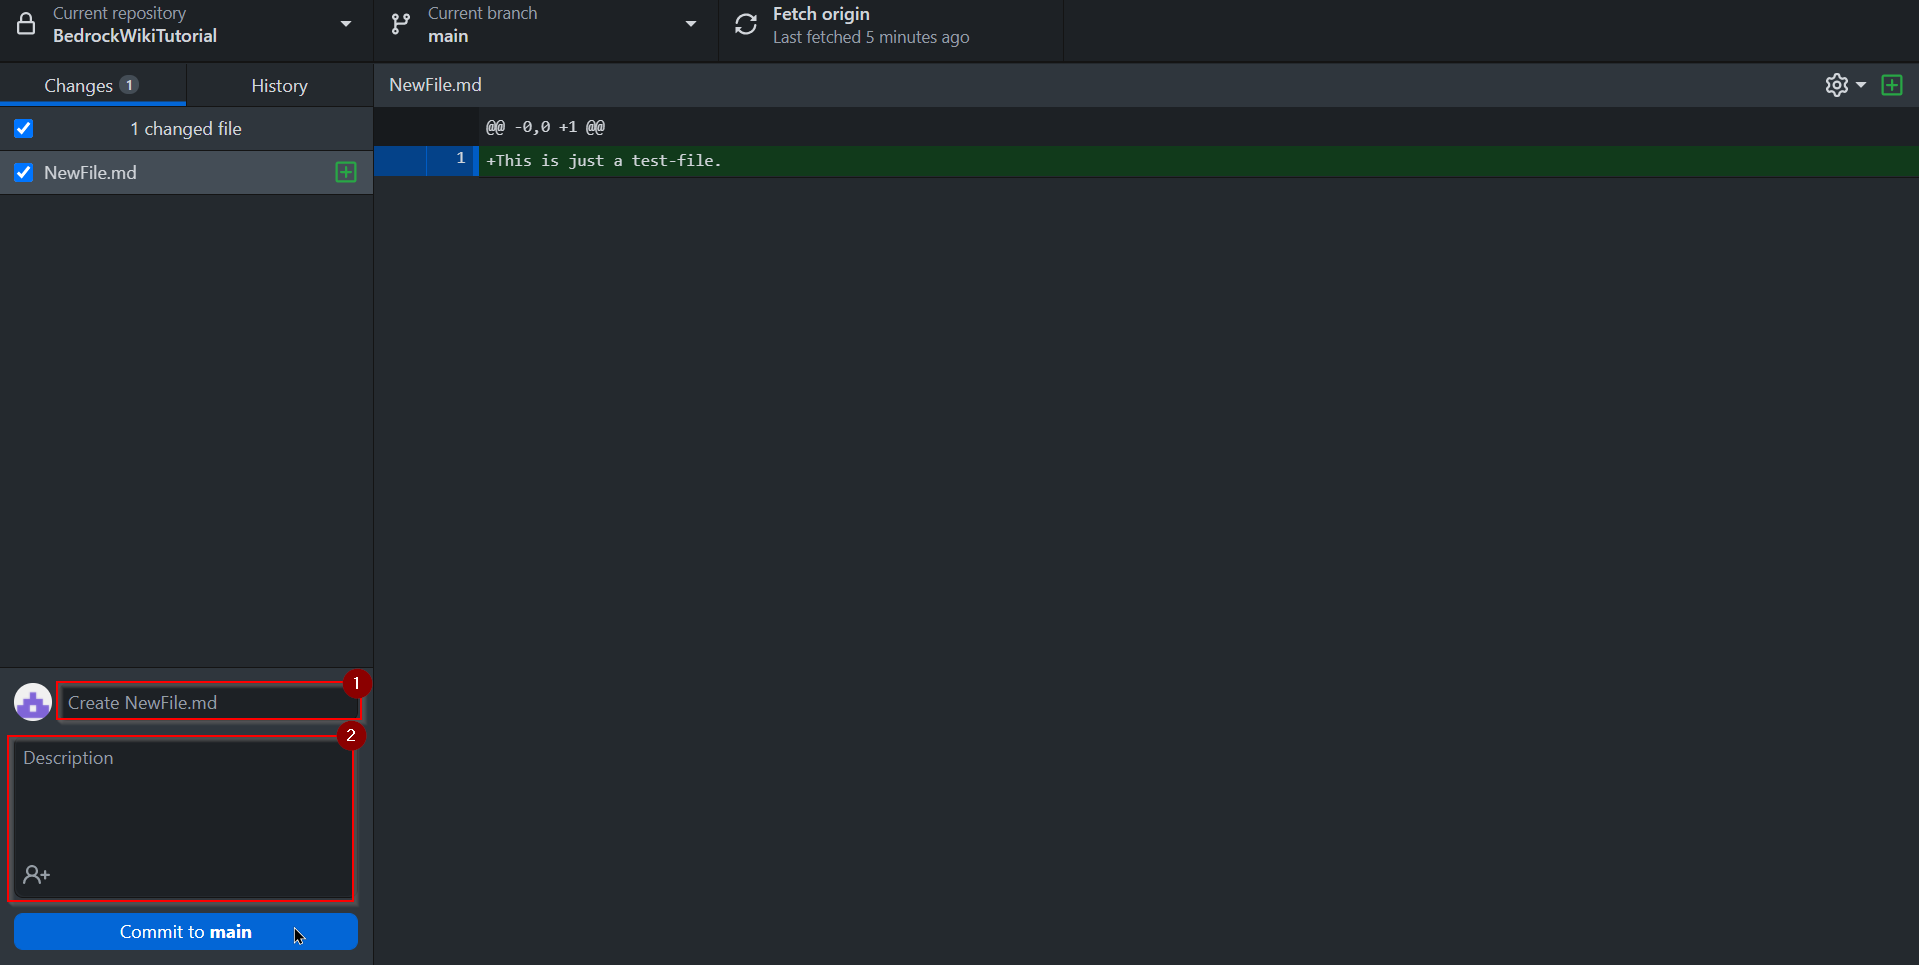 Current repository
BedrockWikiTutorial
Current branch
main
Fetch origin
Last fetched 5 minutes ago
Changes 1
History
NewFile.md
1 changed file
NewFile.md
@@ -0,0 +1 @@
1 +This is just a test-file.
1
Create NewFile.md
2
Description
Commit to main